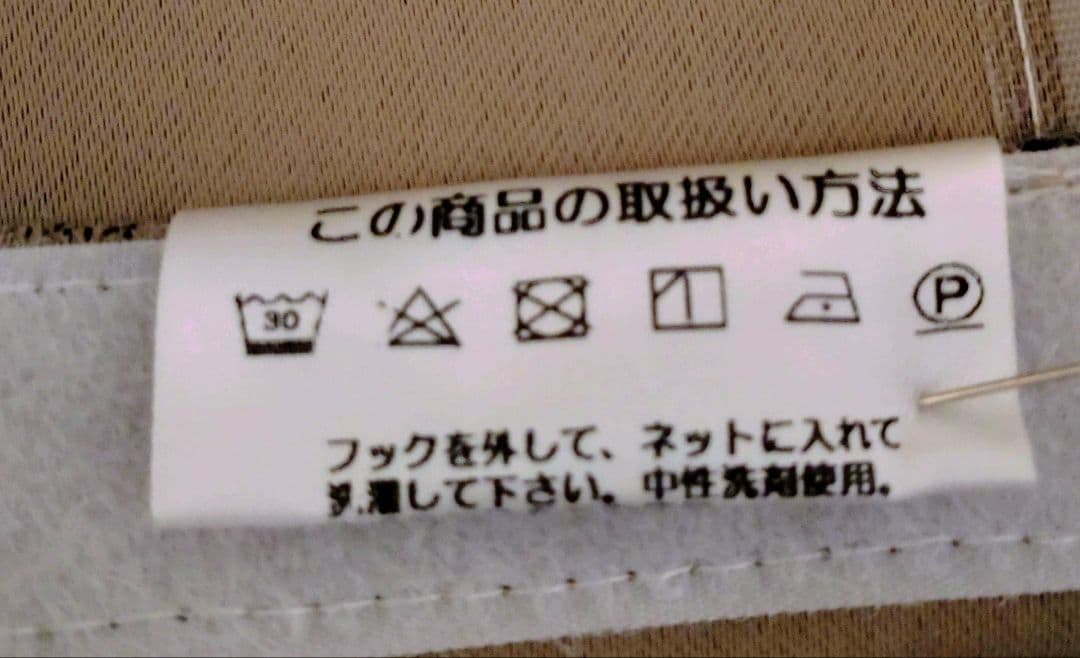 この商品の取扱い方法
30
P
フックを外して、ネットに入れて
洗濯して下さい。中性洗剤使用。